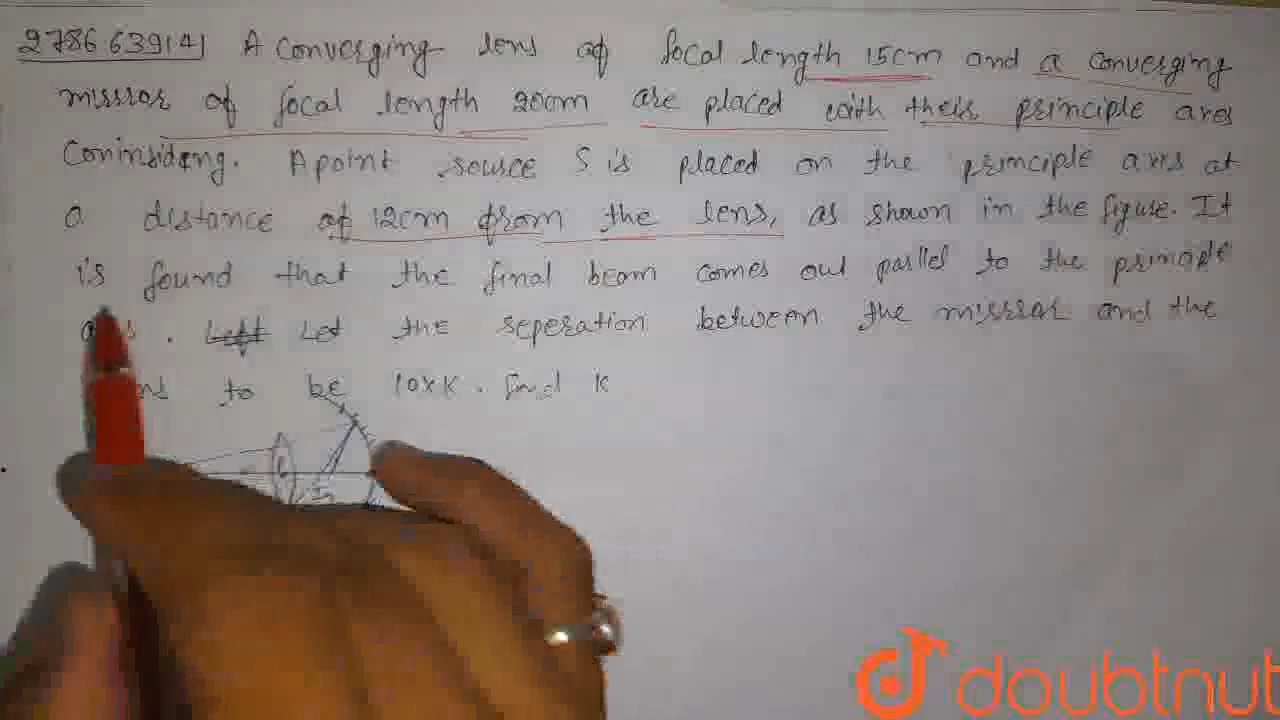 2786 639141 A converging lens of focal length 15cm and a converging
mirror of focal length 20cm are placed with their principle axes
Coninsideng. A point source S is placed on the principle axis at
a distance of 12cm from the lens, as shown in the figure. It
is found that the final beam comes out parllel to the principle
Left Let the seperation between the mirror and the
to be 10xK. find K
doubtnut